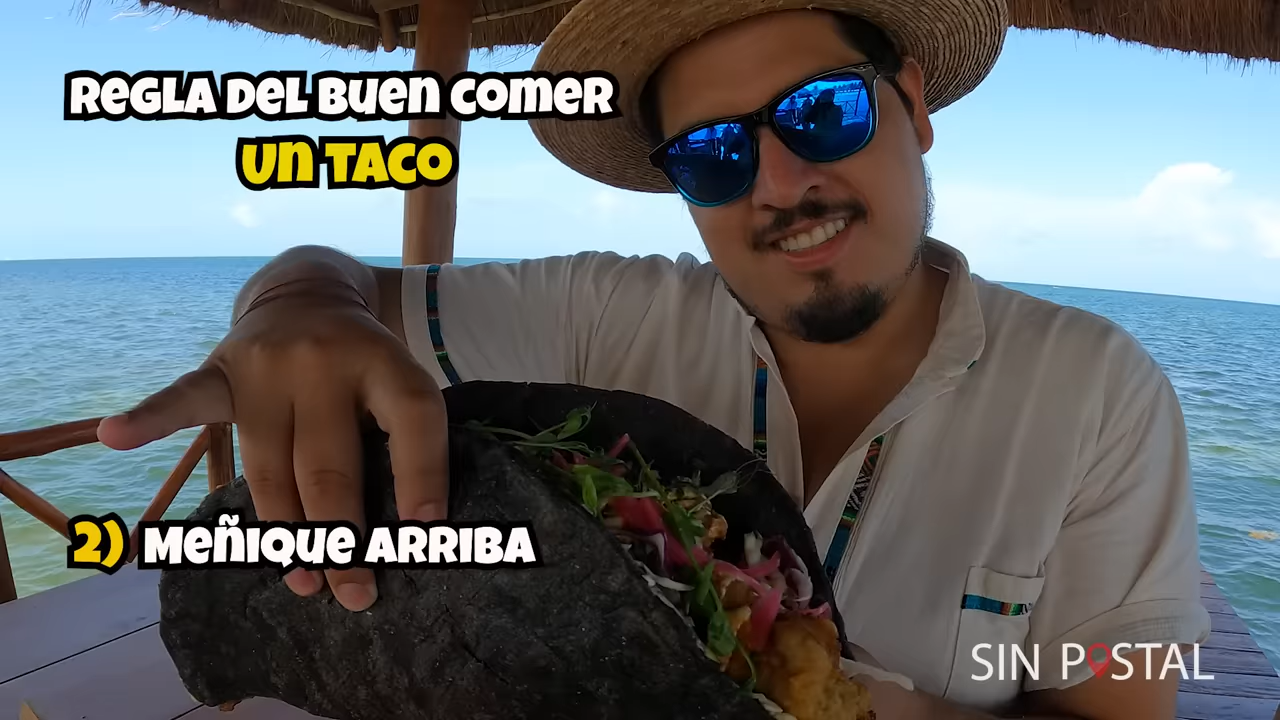 REGLA DEL BUEN COMER
UN TACO
2) MEÑIQUE ARRIBA
SIN POSTAL